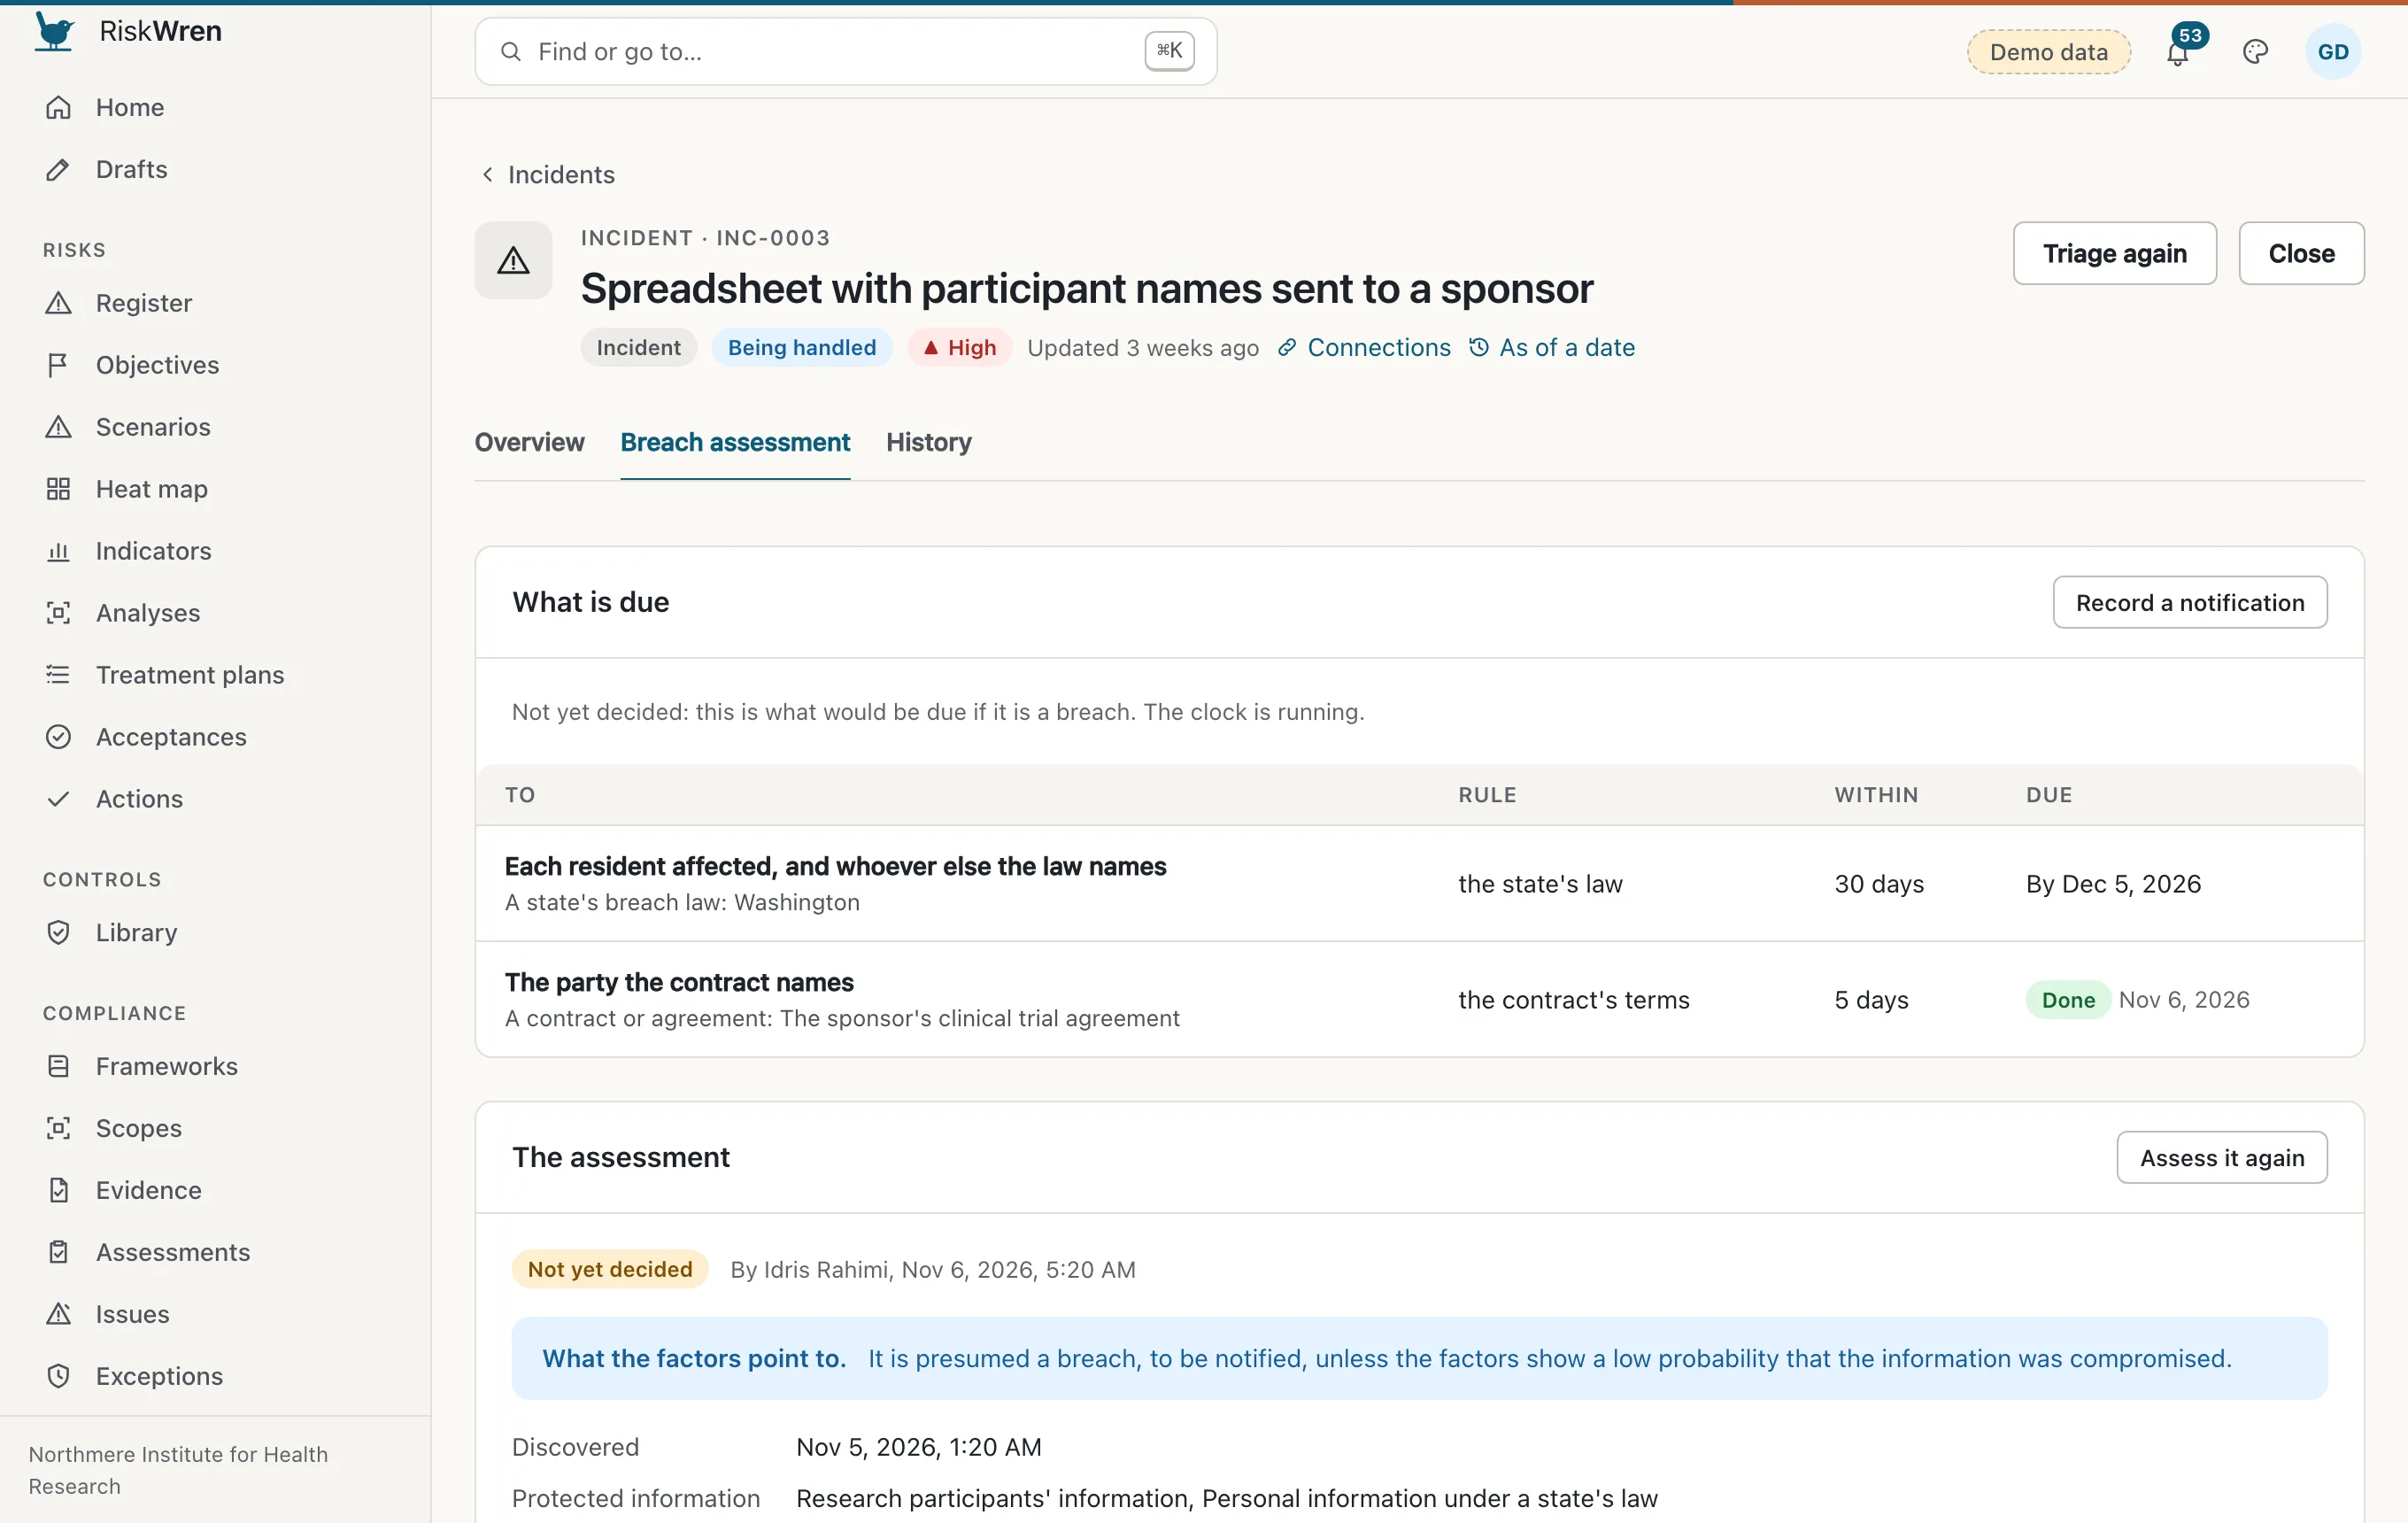 RiskWren
Find or go to...
⌘K
Demo data
53
GD
Home
Drafts
RISKS
Register
Objectives
Scenarios
Heat map
Indicators
Analyses
Treatment plans
Acceptances
Actions
CONTROLS
Library
COMPLIANCE
Frameworks
Scopes
Evidence
Assessments
Issues
Exceptions
Northmere Institute for Health
Research
Incidents
INCIDENT · INC-0003
Spreadsheet with participant names sent to a sponsor
Triage again
Close
Incident
Being handled
High
Updated 3 weeks ago
Connections
As of a date
Overview
Breach assessment
History
What is due
Record a notification
Not yet decided: this is what would be due if it is a breach. The clock is running.
TO RULE WITHIN DUE
Each resident affected, and whoever else the law names
A state's breach law: Washington
the state's law
30 days
By Dec 5, 2026
The party the contract names
A contract or agreement: The sponsor's clinical trial agreement
the contract's terms
5 days
Done Nov 6, 2026
The assessment
Assess it again
Not yet decided By Idris Rahimi, Nov 6, 2026, 5:20 AM
What the factors point to. It is presumed a breach, to be notified, unless the factors show a low probability that the information was compromised.
Discovered Nov 5, 2026, 1:20 AM
Protected information Research participants' information, Personal information under a state's law